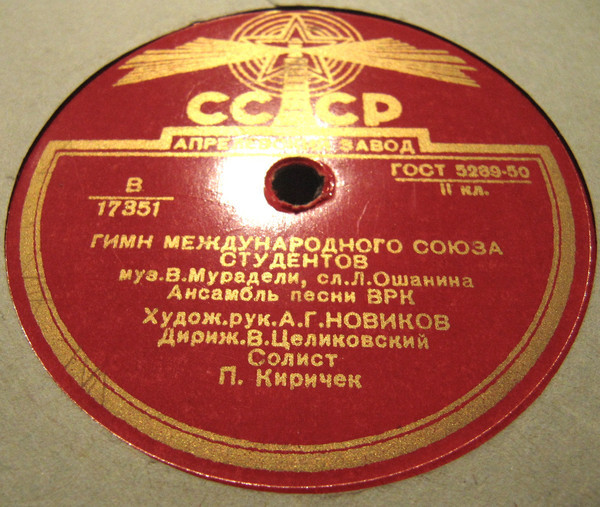 СССР
ЗАВОД
В
17351
ГОСТ 5289-50
II кл.
ГИМН МЕЖДУНАРОДНОГО СОЮЗА
СТУДЕНТОВ
муз.В.Мурадели, сл.Л.Ошанина
Ансамбль песни ВРК
Худож.рук.А.Г.НОВИКОВ
Дириж.В.Целиковский
Солист
П. Киричек